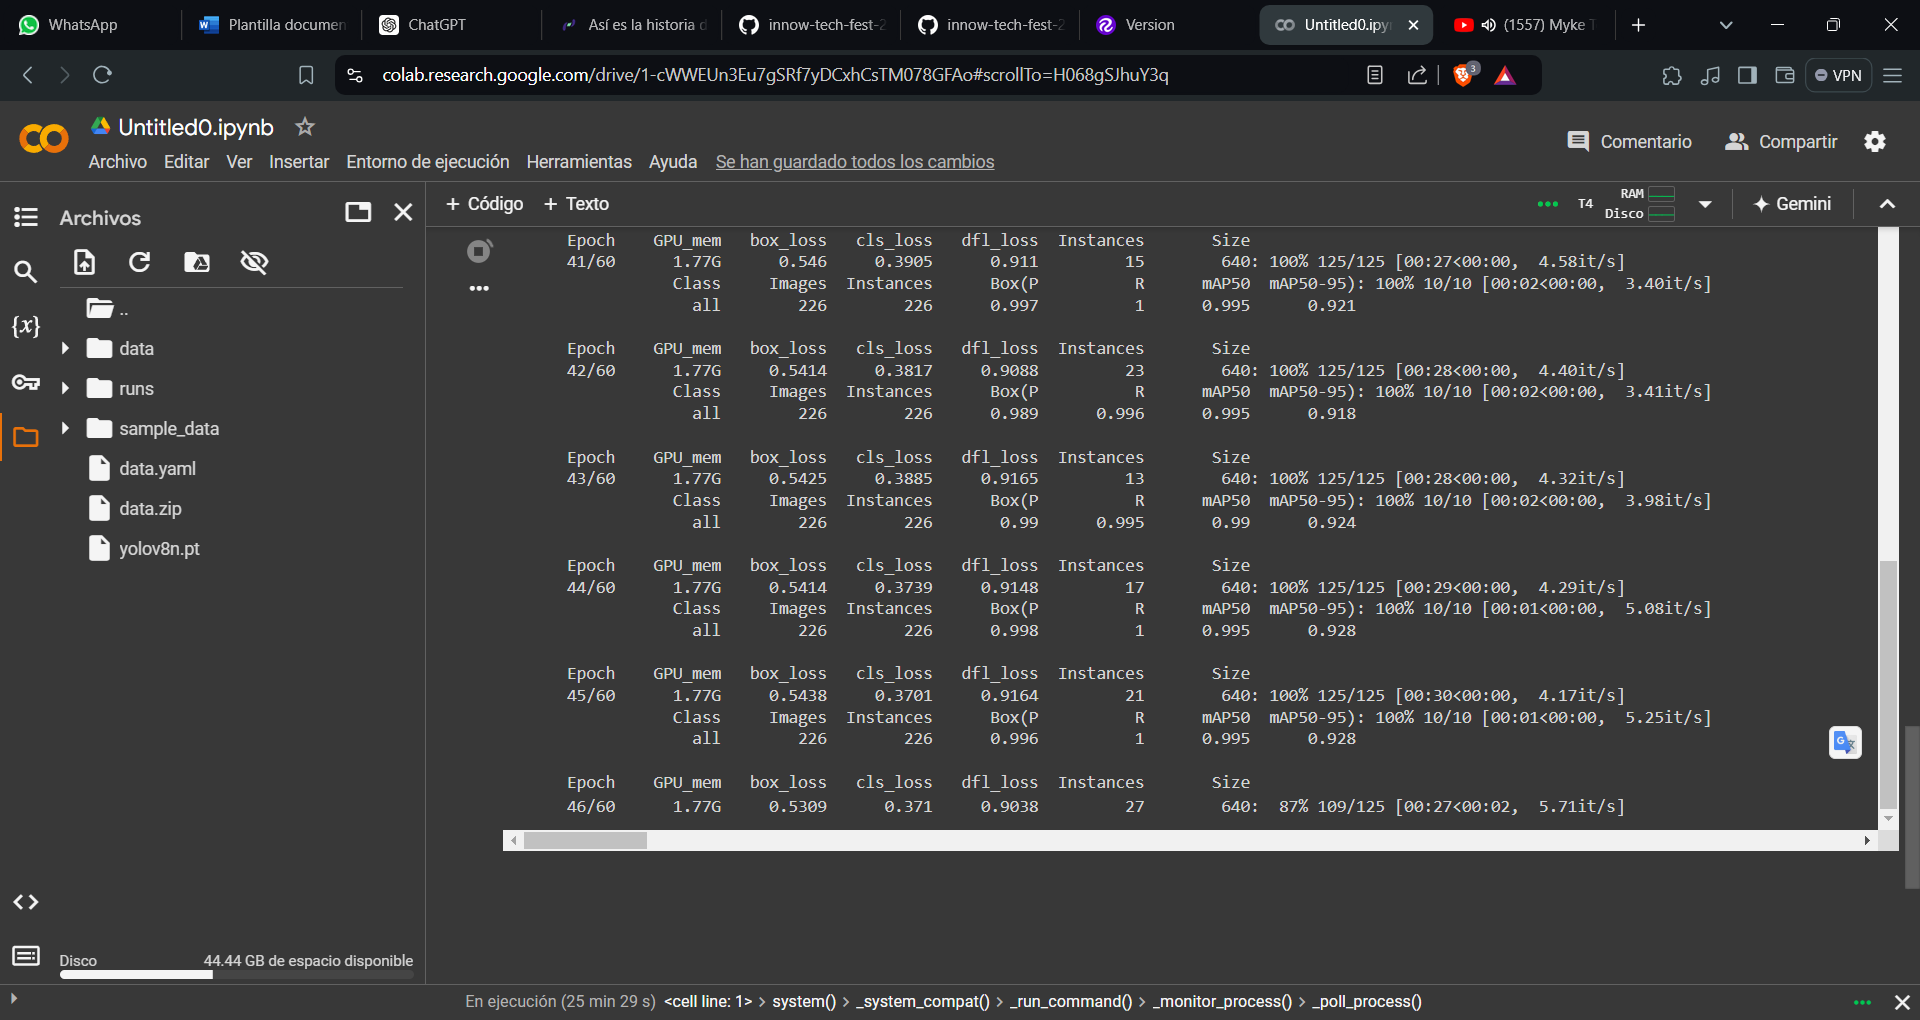 WhatsApp
Plantilla documen
ChatGPT
Así es la historia d
innow-tech-fest-2
innow-tech-fest-2
Version
Untitled0.ipy
(1557) Myke T
colab.research.google.com/drive/1-cWWEUn3Eu7gSRf7yDCxhCsTM078GFAo#scrollTo=H068gSJhuY3q
3
VPN
Untitled0.ipynb
Archivo Editar Ver Insertar Entorno de ejecución Herramientas Ayuda Se han guardado todos los cambios
Comentario
Compartir
Archivos
+ Código + Texto
T4
RAM
Disco
Gemini
..
data
runs
sample_data
data.yaml
data.zip
yolov8n.pt
{x}
Epoch GPU_mem box_loss cls_loss dfl_loss Instances Size
41/60 1.77G 0.546 0.3905 0.911 15 640: 100% 125/125 [00:27<00:00, 4.58it/s]
Class Images Instances Box(P R mAP50 mAP50-95): 100% 10/10 [00:02<00:00, 3.40it/s]
all 226 226 0.997 1 0.995 0.921
Epoch GPU_mem box_loss cls_loss dfl_loss Instances Size
42/60 1.77G 0.5414 0.3817 0.9088 23 640: 100% 125/125 [00:28<00:00, 4.40it/s]
Class Images Instances Box(P R mAP50 mAP50-95): 100% 10/10 [00:02<00:00, 3.41it/s]
all 226 226 0.989 0.996 0.995 0.918
Epoch GPU_mem box_loss cls_loss dfl_loss Instances Size
43/60 1.77G 0.5425 0.3885 0.9165 13 640: 100% 125/125 [00:28<00:00, 4.32it/s]
Class Images Instances Box(P R mAP50 mAP50-95): 100% 10/10 [00:02<00:00, 3.98it/s]
all 226 226 0.99 0.995 0.99 0.924
Epoch GPU_mem box_loss cls_loss dfl_loss Instances Size
44/60 1.77G 0.5414 0.3739 0.9148 17 640: 100% 125/125 [00:29<00:00, 4.29it/s]
Class Images Instances Box(P R mAP50 mAP50-95): 100% 10/10 [00:01<00:00, 5.08it/s]
all 226 226 0.998 1 0.995 0.928
Epoch GPU_mem box_loss cls_loss dfl_loss Instances Size
45/60 1.77G 0.5438 0.3701 0.9164 21 640: 100% 125/125 [00:30<00:00, 4.17it/s]
Class Images Instances Box(P R mAP50 mAP50-95): 100% 10/10 [00:01<00:00, 5.25it/s]
all 226 226 0.996 1 0.995 0.928
Epoch GPU_mem box_loss cls_loss dfl_loss Instances Size
46/60 1.77G 0.5309 0.371 0.9038 27 640: 87% 109/125 [00:27<00:02, 5.71it/s]
Disco 44.44 GB de espacio disponible
En ejecución (25 min 29 s) <cell line: 1> > system() > _system_compat() > _run_command() > _monitor_process() > _poll_process()